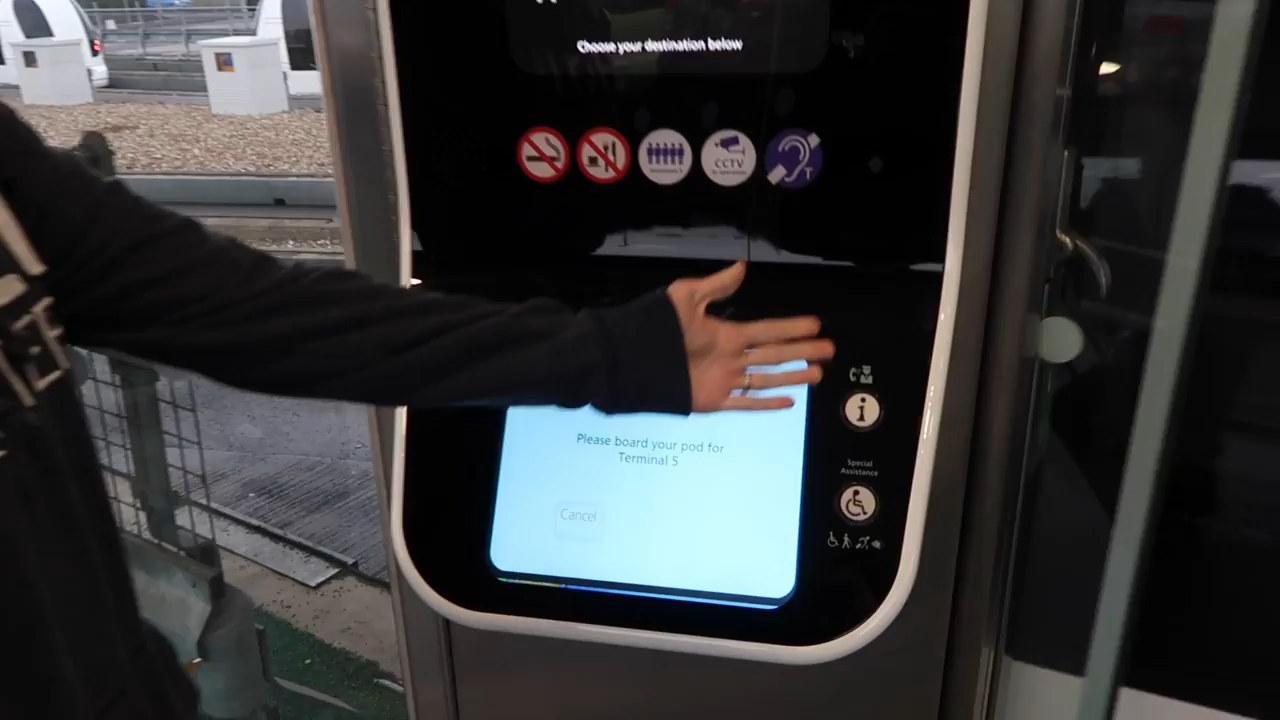 Choose your destination below
CCTV
T
Please board your pod for
Terminal 5
Cancel
i
Special
Assistance